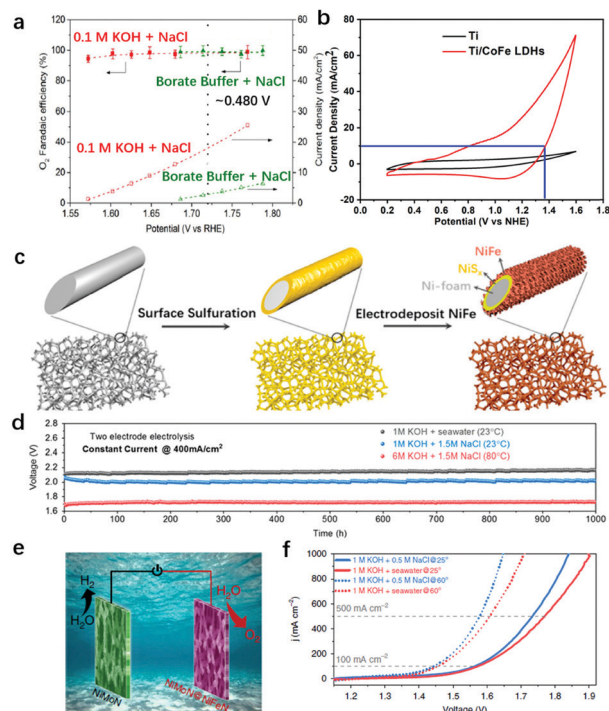 a
0.1 M KOH + NaCl
Borate Buffer + NaCl
~0.480 V
0.1 M KOH + NaCl
Borate Buffer + NaCl
O2 Faradaic efficiency (%)
120
100
80
60
40
20
0
Current density (mA/cm²)
60
50
40
30
20
10
0
1.55
1.60
1.65
1.70
1.75
1.80
Potential (V vs RHE)
b
Ti
Ti/CoFe LDHs
Current Density (mA/cm²)
80
60
40
20
0
-20
0.0
0.2
0.4
0.6
0.8
1.0
1.2
1.4
1.6
1.8
Potential (V vs NHE)
c
Surface Sulfuration
Electrodeposit NiFe
NiFe
NiSx
Ni-foam
d
Two electrode electrolysis
Constant Current @ 400mA/cm²
1M KOH + seawater (23°C)
1M KOH + 1.5M NaCl (23°C)
6M KOH + 1.5M NaCl (80°C)
Voltage (V)
2.8
2.6
2.4
2.2
2.0
1.8
1.6
0
100
200
300
400
500
600
700
800
900
1000
Time (h)
e
H2
H2O
H2O
O2
NiMoN
NiMoN@NiFeN
f
1 M KOH + 0.5 M NaCl@25°
1 M KOH + seawater@25°
1 M KOH + 0.5 M NaCl@60°
1 M KOH + seawater@60°
500 mA cm⁻²
100 mA cm⁻²
j (mA cm⁻²)
1000
800
600
400
200
0
1.2
1.3
1.4
1.5
1.6
1.7
1.8
1.9
Voltage (V)